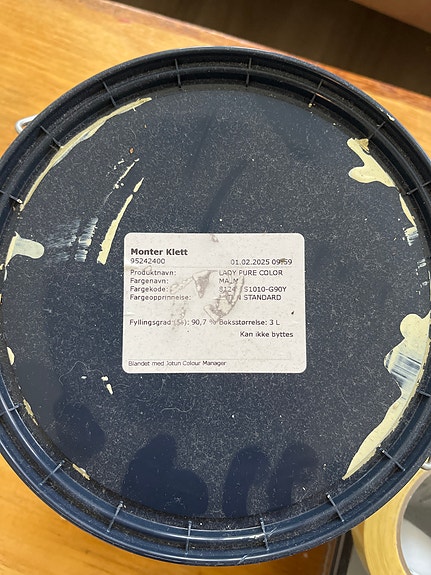 Monter Klett
95242400 01.02.2025 09:59
Produktnavn: LADY PURE COLOR
Fargenavn:
Fargekode: S1010-G90Y
Fargeopprinnelse: STANDARD
Fyllingsgrad (%): 90,7 % Boksstørrelse: 3 L
Kan ikke byttes
Blandet med Jotun Colour Manager